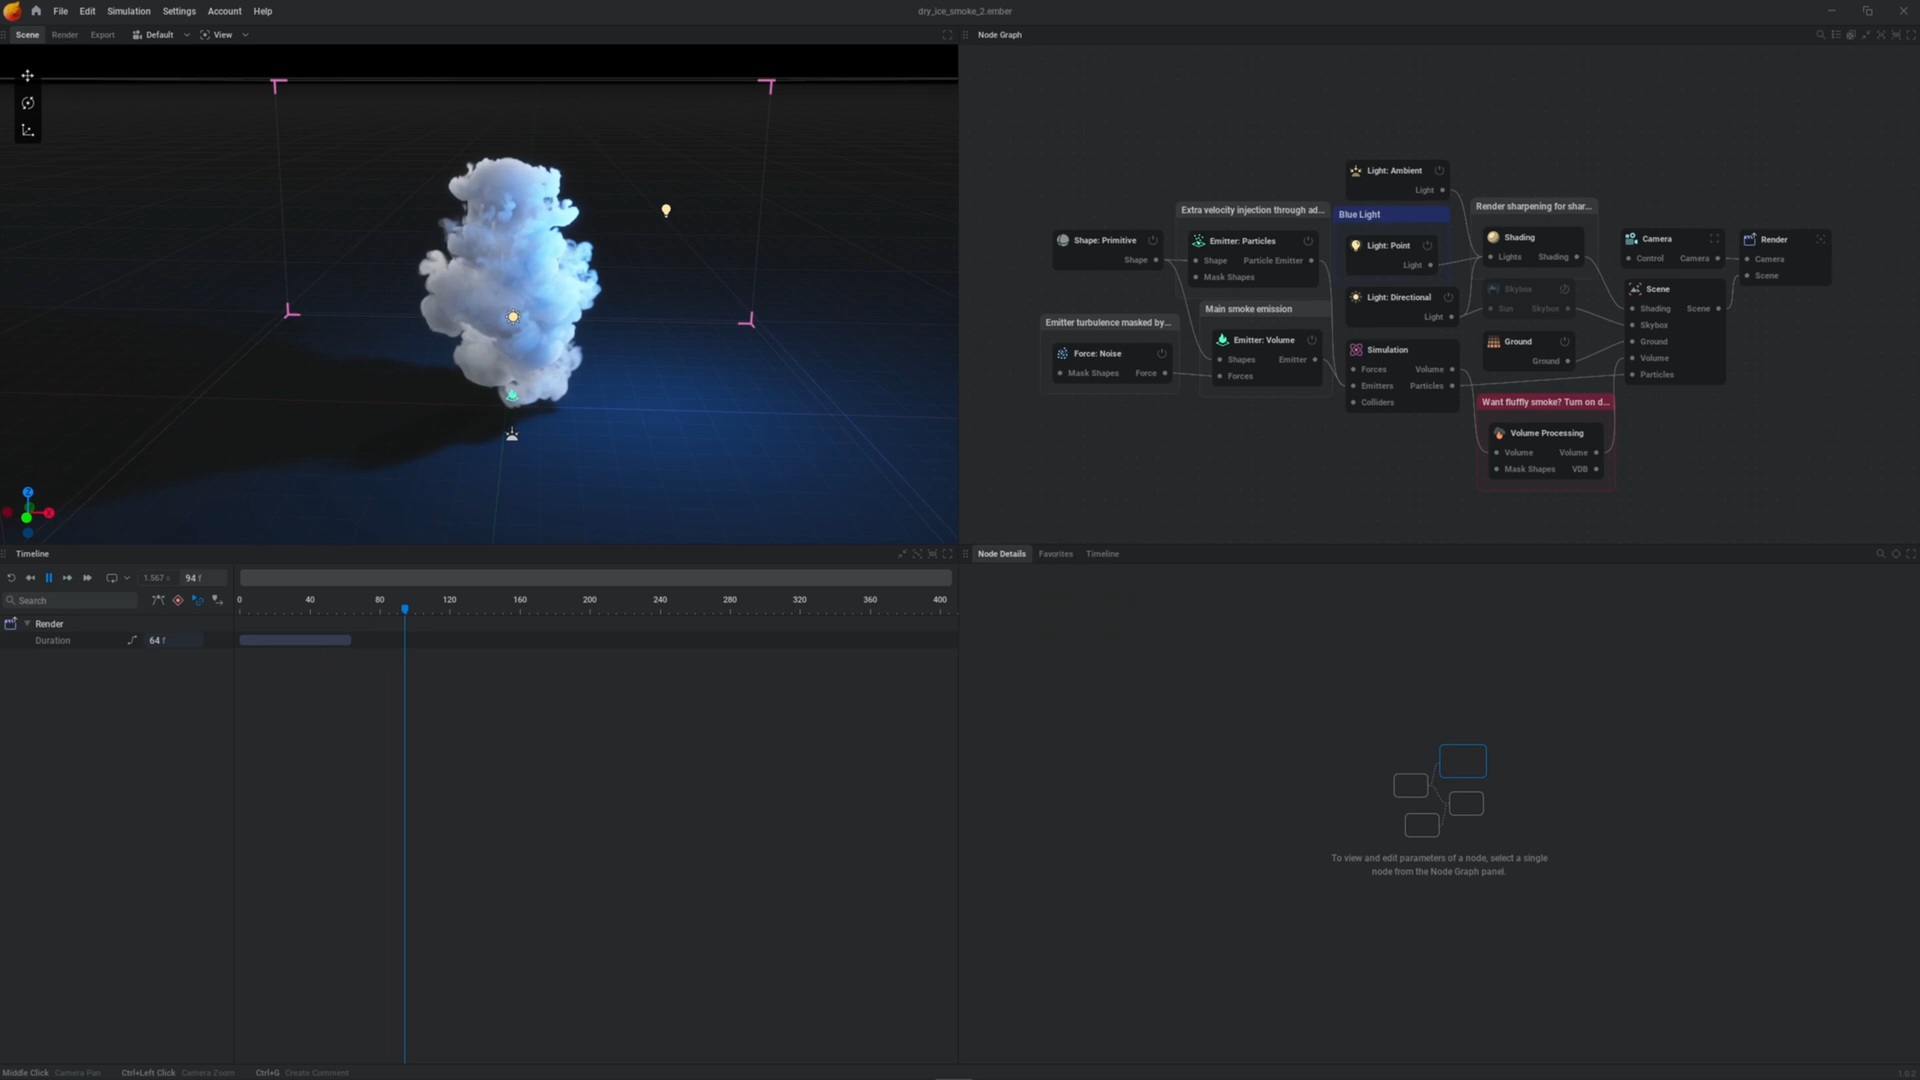 File Edit Simulation Settings Account Help
dry_ice_smoke_2.ember
Scene Render Export Default View
Node Graph
Light: Ambient
Light
Extra velocity injection through ad...
Blue Light
Render sharpening for shar...
Shape: Primitive
Shape
Emitter: Particles
Shape Particle Emitter
Mask Shapes
Light: Point
Light
Shading
Lights Shading
Camera
Control Camera
Render
Camera
Scene
Light: Directional
Light
Skybox
Sun Skybox
Scene
Shading Scene
Skybox
Ground
Volume
Particles
Main smoke emission
Emitter turbulence masked by...
Force: Noise
Mask Shapes Force
Emitter: Volume
Shapes Emitter
Forces
Simulation
Forces Volume
Emitters Particles
Colliders
Ground
Ground
Want fluffly smoke? Turn on d...
Volume Processing
Volume Volume
Mask Shapes VDB
Z
X
Timeline
1.567 s 94 f
Search
0 40 80 120 160 200 240 280 320 360 400
Render
Duration 64 f
Node Details Favorites Timeline
To view and edit parameters of a node, select a single
node from the Node Graph panel.
Middle Click Camera Pan Ctrl+Left Click Camera Zoom Ctrl+G Create Comment
1.0.2